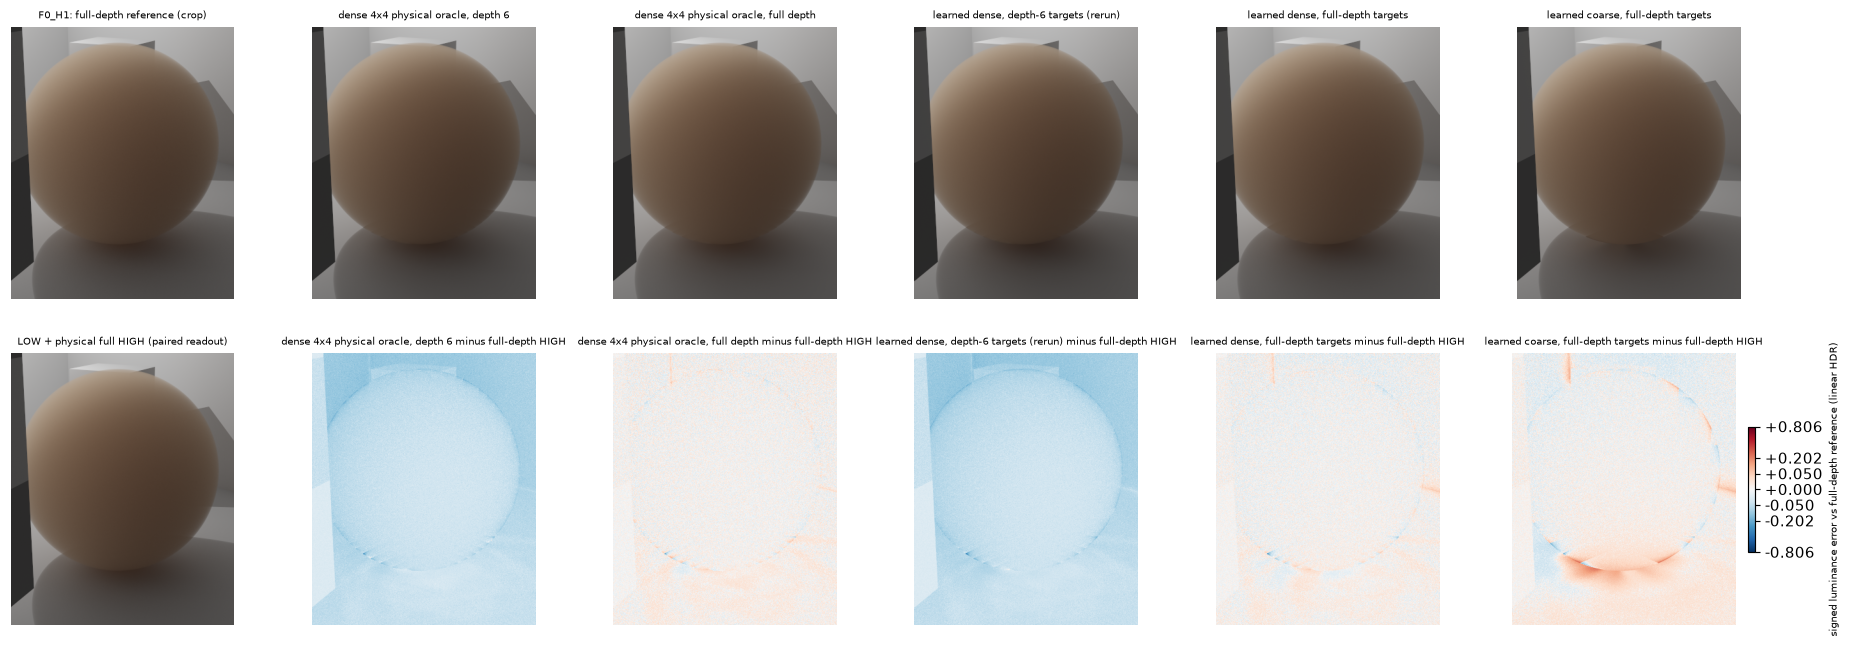 F0_H1: full-depth reference (crop)
dense 4x4 physical oracle, depth 6
dense 4x4 physical oracle, full depth
learned dense, depth-6 targets (rerun)
learned dense, full-depth targets
learned coarse, full-depth targets
LOW + physical full HIGH (paired readout)
dense 4x4 physical oracle, depth 6 minus full-depth HIGH
dense 4x4 physical oracle, full depth minus full-depth HIGH
learned dense, depth-6 targets (rerun) minus full-depth HIGH
learned dense, full-depth targets minus full-depth HIGH
learned coarse, full-depth targets minus full-depth HIGH
+0.806
+0.202
+0.050
+0.000
-0.050
-0.202
-0.806
signed luminance error vs full-depth reference (linear HDR)